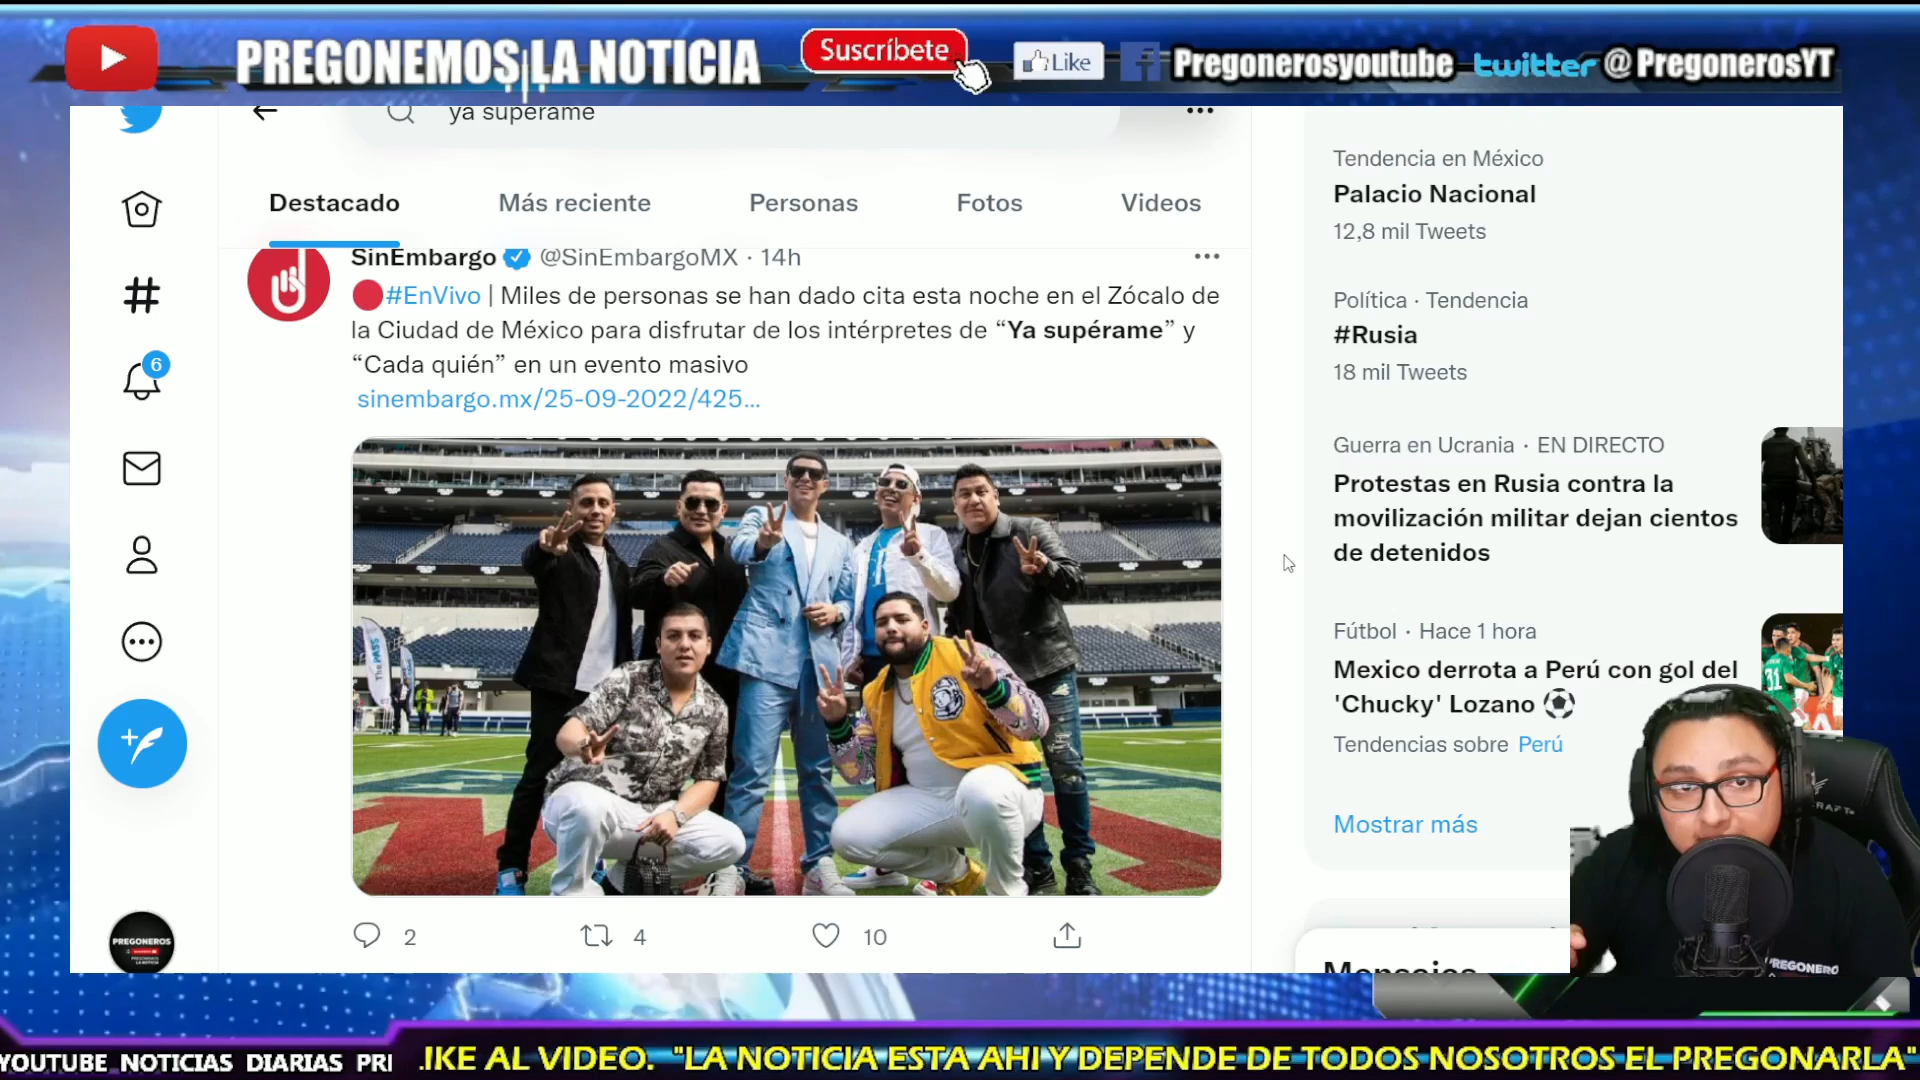 PREGONEMOS LA NOTICIA
Suscríbete
Like
Pregonerosyoutube
twitter @PregonerosYT
ya supérame
Destacado
Más reciente
Personas
Fotos
Videos
SinEmbargo @SinEmbargoMX · 14h
#EnVivo | Miles de personas se han dado cita esta noche en el Zócalo de
la Ciudad de México para disfrutar de los intérpretes de “Ya supérame” y
“Cada quién” en un evento masivo
sinembargo.mx/25-09-2022/425...
2
4
10
6
Tendencia en México
Palacio Nacional
12,8 mil Tweets
Política · Tendencia
#Rusia
18 mil Tweets
Guerra en Ucrania · EN DIRECTO
Protestas en Rusia contra la
movilización militar dejan cientos
de detenidos
Fútbol · Hace 1 hora
Mexico derrota a Perú con gol del
'Chucky' Lozano
Tendencias sobre Perú
31
Mostrar más
Mensajes
PREGONEROS
PREGONERO
YOUTUBE NOTICIAS DIARIAS PRE
.IKE AL VIDEO. "LA NOTICIA ESTA AHI Y DEPENDE DE TODOS NOSOTROS EL PREGONARLA"